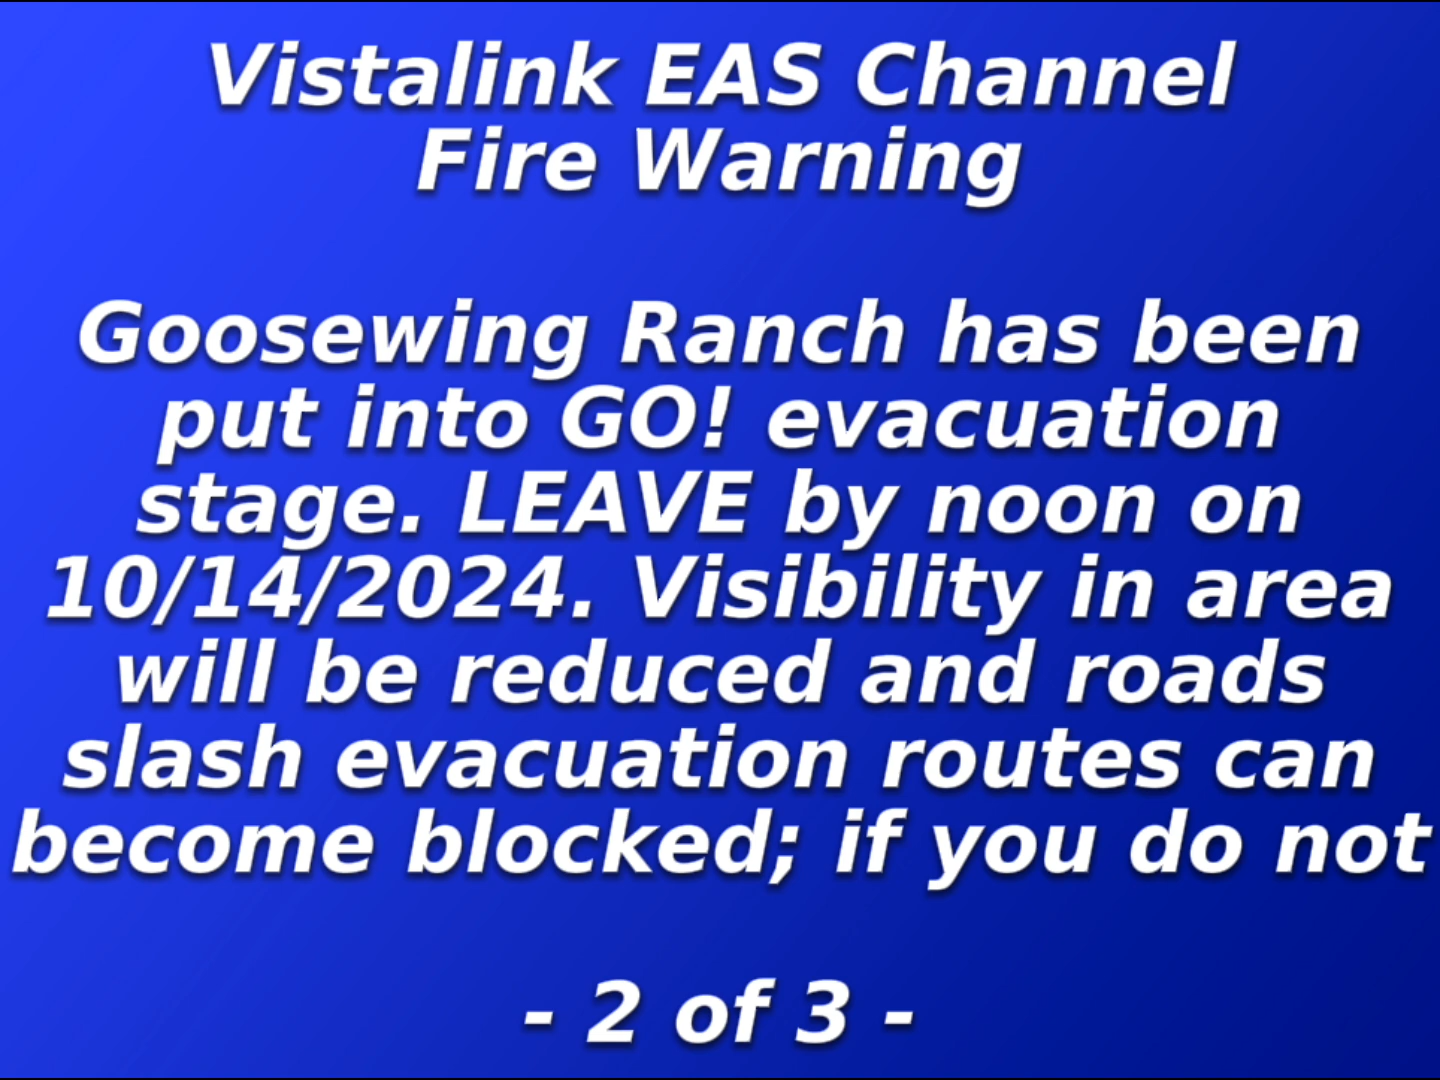 Vistalink EAS Channel
Fire Warning
Goosewing Ranch has been
put into GO! evacuation
stage. LEAVE by noon on
10/14/2024. Visibility in area
will be reduced and roads
slash evacuation routes can
become blocked; if you do not
- 2 of 3 -